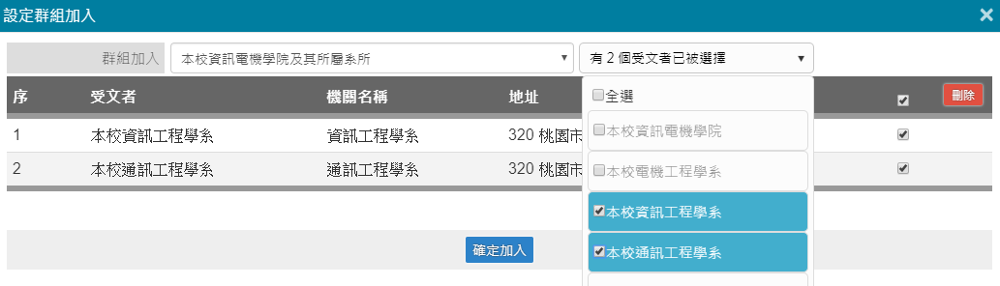 設定群組加入 ×
群組加入 本校資訊電機學院及其所屬系所 有 2 個受文者已被選擇
序 受文者 機關名稱 地址 刪除
全選
本校資訊電機學院
1 本校資訊工程學系 資訊工程學系 320 桃園市
2 本校通訊工程學系 通訊工程學系 320 桃園市
本校電機工程學系
本校資訊工程學系
本校通訊工程學系
確定加入